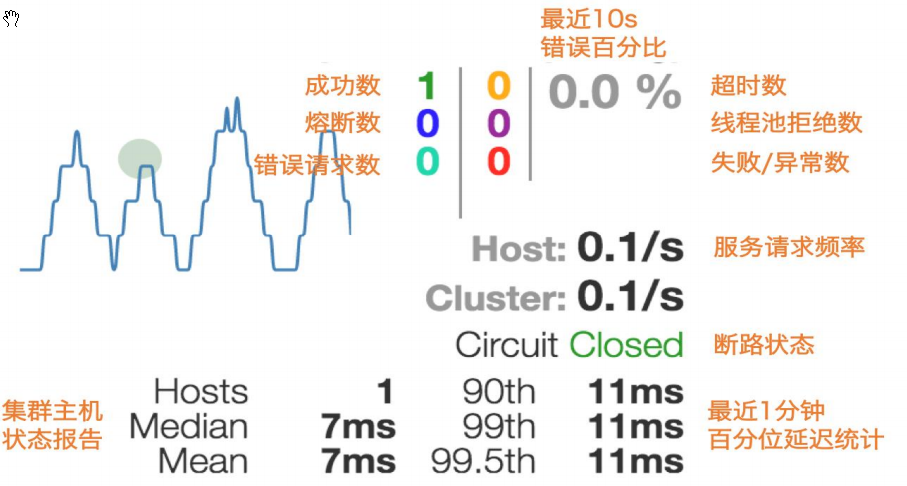 最近10s
错误百分比
成功数 1 0 0.0 % 超时数
熔断数 0 0 线程池拒绝数
错误请求数 0 0 失败/异常数
Host: 0.1/s 服务请求频率
Cluster: 0.1/s
Circuit Closed 断路状态
集群主机
状态报告
Hosts 1 90th 11ms
Median 7ms 99th 11ms
Mean 7ms 99.5th 11ms
最近1分钟
百分位延迟统计